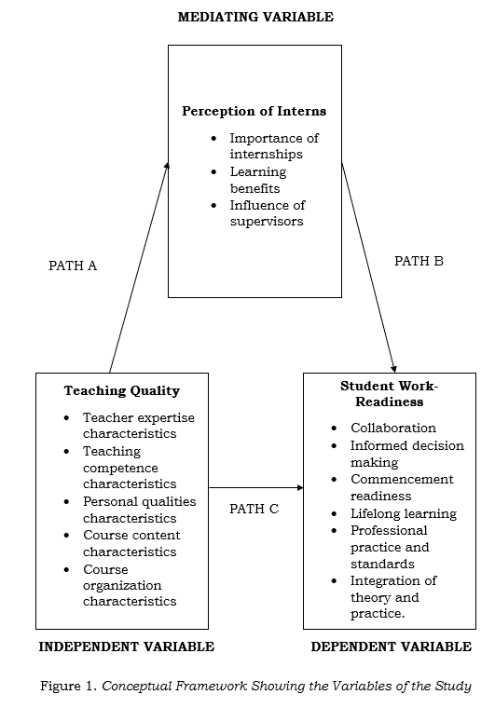 MEDIATING VARIABLE
Perception of Interns
• Importance of
internships
• Learning
benefits
• Influence of
supervisors
PATH A
PATH B
Teaching Quality
• Teacher expertise
characteristics
• Teaching
competence
characteristics
• Personal qualities
characteristics
• Course content
characteristics
• Course
organization
characteristics
PATH C
Student Work-
Readiness
• Collaboration
• Informed decision
making
• Commencement
readiness
• Lifelong learning
• Professional
practice and
standards
• Integration of
theory and
practice.
INDEPENDENT VARIABLE
DEPENDENT VARIABLE
Figure 1. Conceptual Framework Showing the Variables of the Study